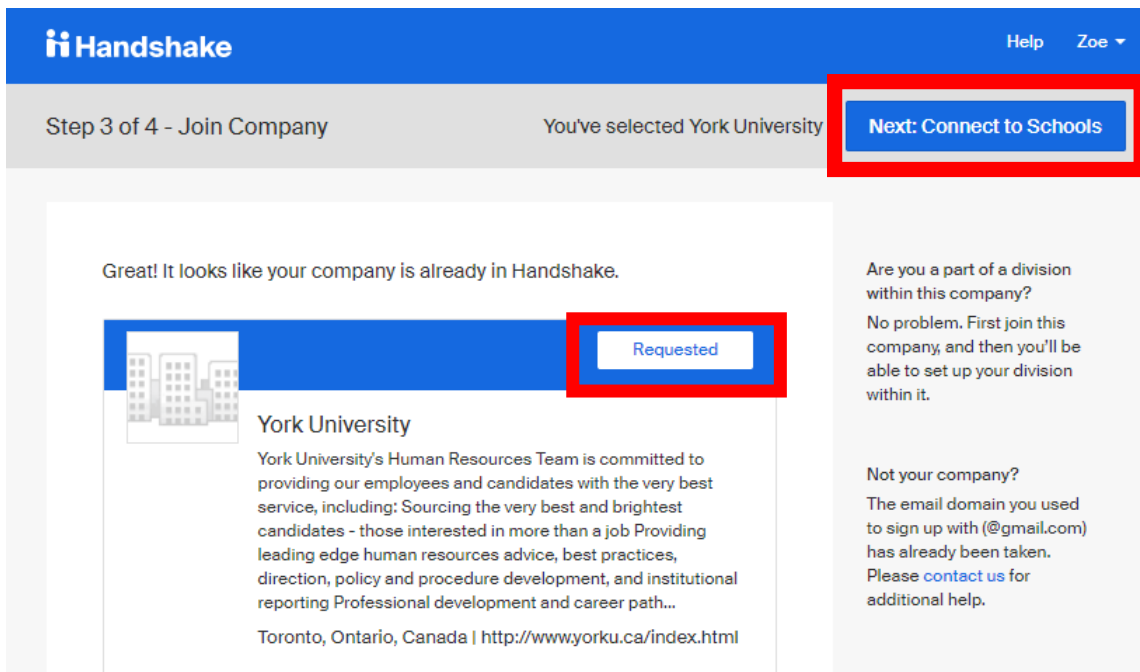 Handshake
Help Zoe
Step 3 of 4 - Join Company
You've selected York University
Next: Connect to Schools
Great! It looks like your company is already in Handshake.
Requested
York University
York University's Human Resources Team is committed to
providing our employees and candidates with the very best
service, including: Sourcing the very best and brightest
candidates - those interested in more than a job Providing
leading edge human resources advice, best practices,
direction, policy and procedure development, and institutional
reporting Professional development and career path...
Toronto, Ontario, Canada | http://www.yorku.ca/index.html
Are you a part of a division
within this company?
No problem. First join this
company, and then you'll be
able to set up your division
within it.
Not your company?
The email domain you used
to sign up with (@gmail.com)
has already been taken.
Please contact us for
additional help.